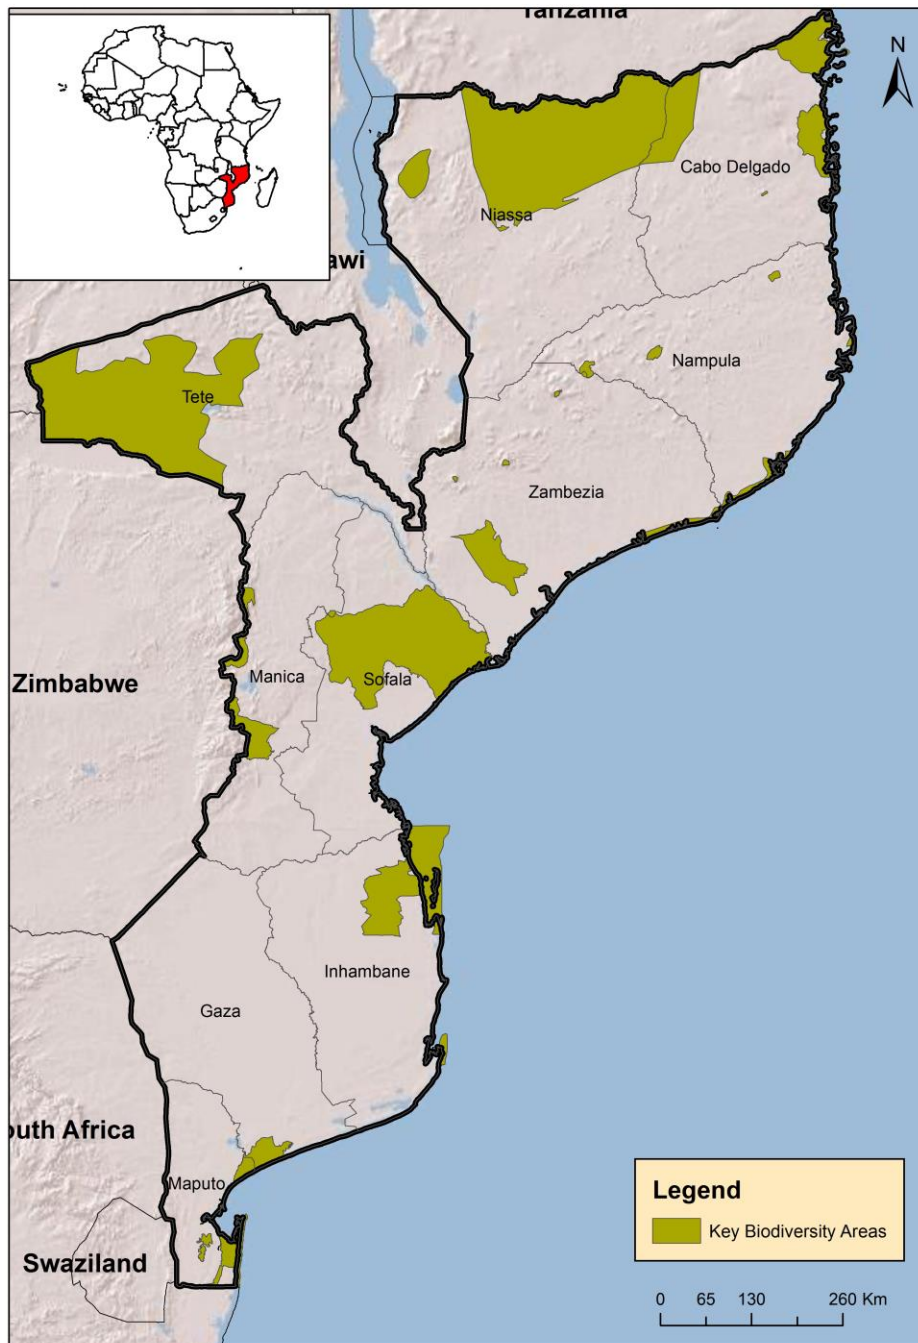 Tanzania
N
Cabo Delgado
Niassa
awi
Nampula
Tete
Zambezia
Zimbabwe
Manica
Sofala
Inhambane
Gaza
outh Africa
Maputo
Swaziland
Legend
Key Biodiversity Areas
0 65 130 260 Km